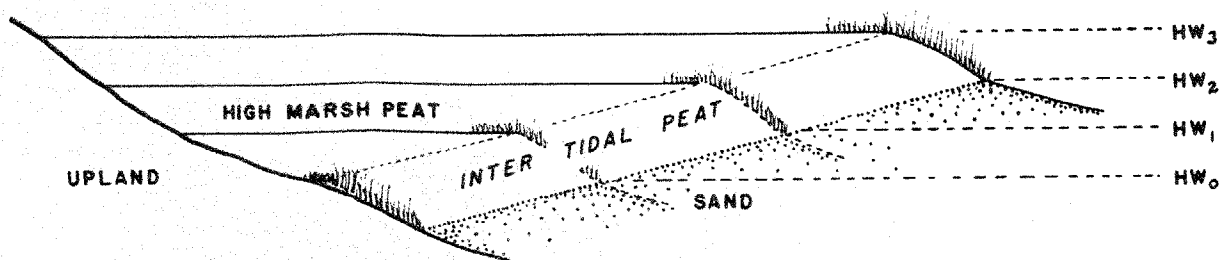 HW₃
HW₂
HIGH MARSH PEAT
INTER TIDAL PEAT
HW₁
UPLAND
HW₀
SAND